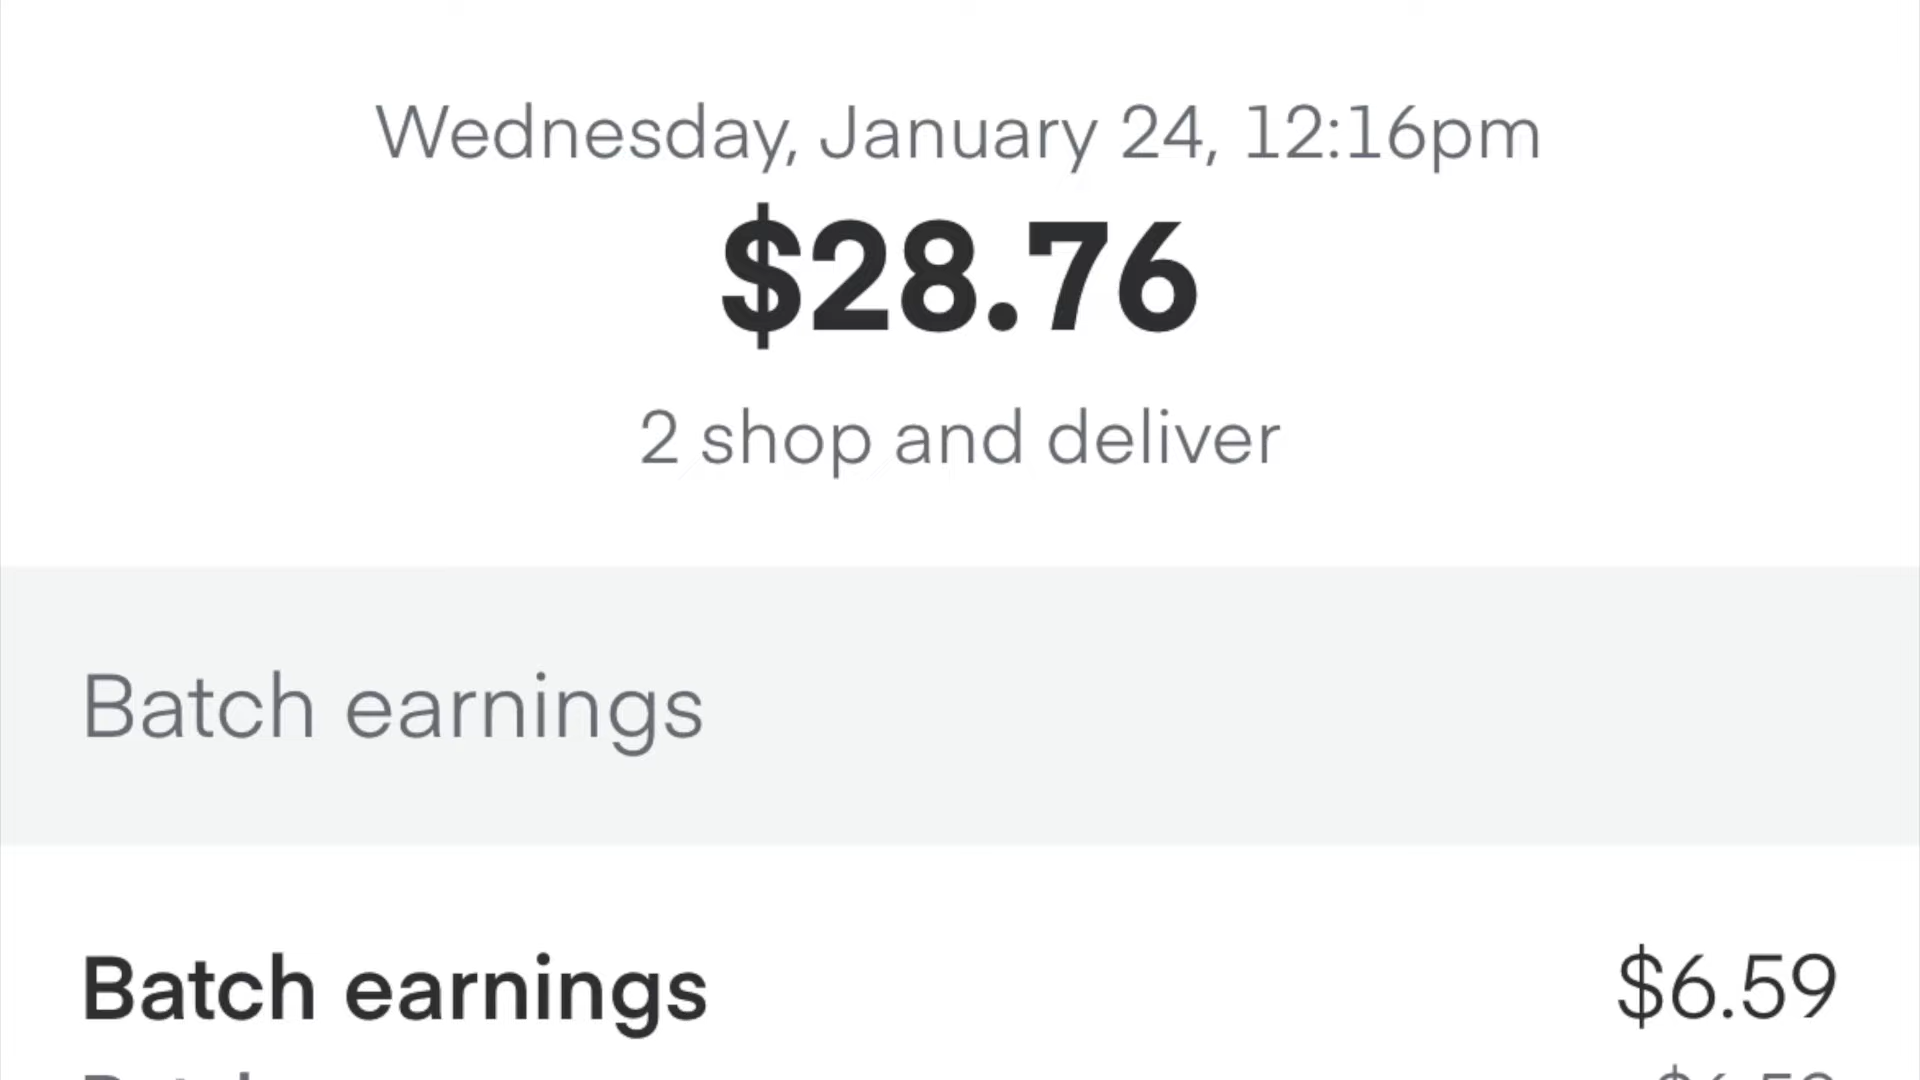 Wednesday, January 24, 12:16pm
$28.76
2 shop and deliver
Batch earnings
Batch earnings $6.59